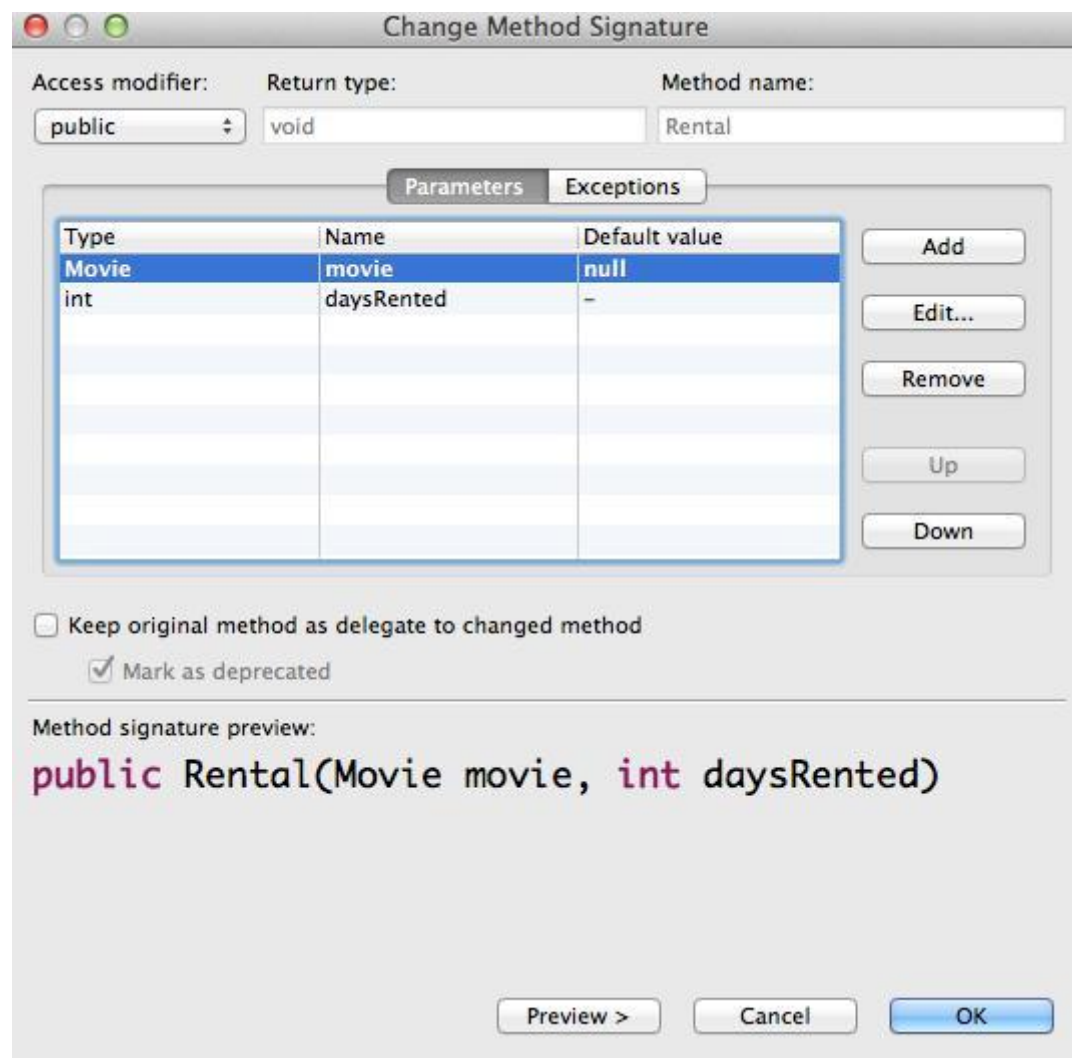 Change Method Signature
Access modifier: Return type: Method name:
public void Rental
Parameters Exceptions
Type Name Default value
Movie movie null
int daysRented -
Add
Edit...
Remove
Up
Down
Keep original method as delegate to changed method
Mark as deprecated
Method signature preview:
public Rental(Movie movie, int daysRented)
Preview > Cancel OK